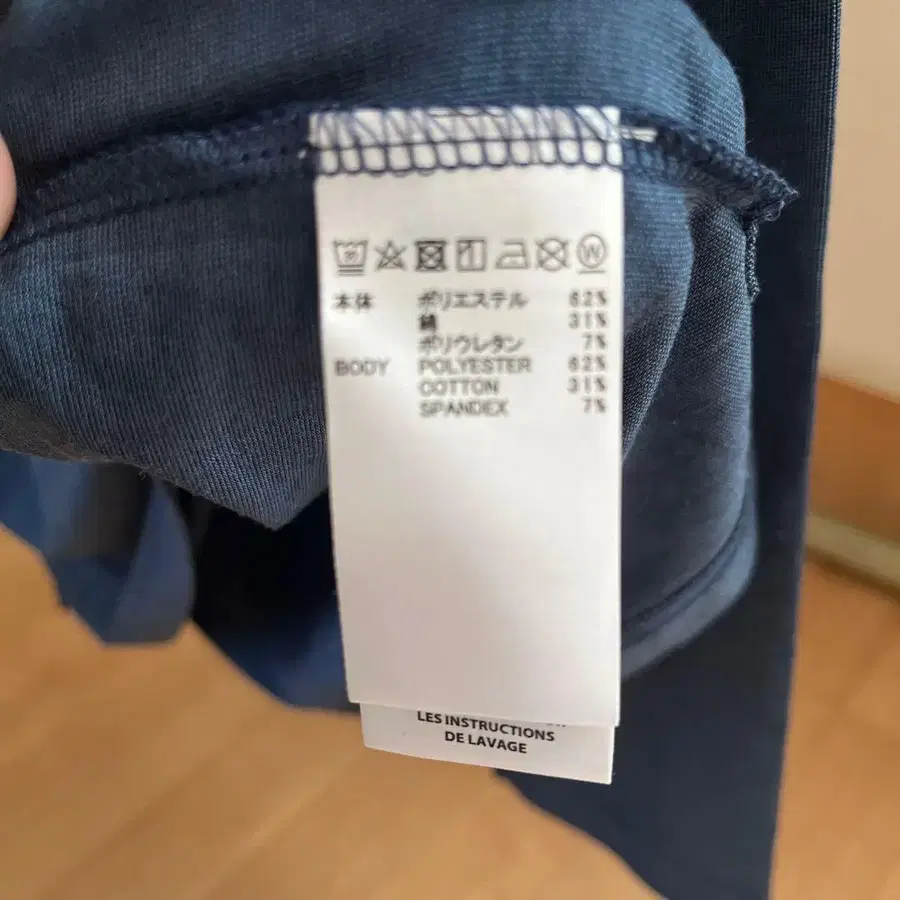 本体 ポリエステル 62%
綿 31%
ポリウレタン 7%
BODY POLYESTER 62%
COTTON 31%
SPANDEX 7%
LES INSTRUCTIONS
DE LAVAGE